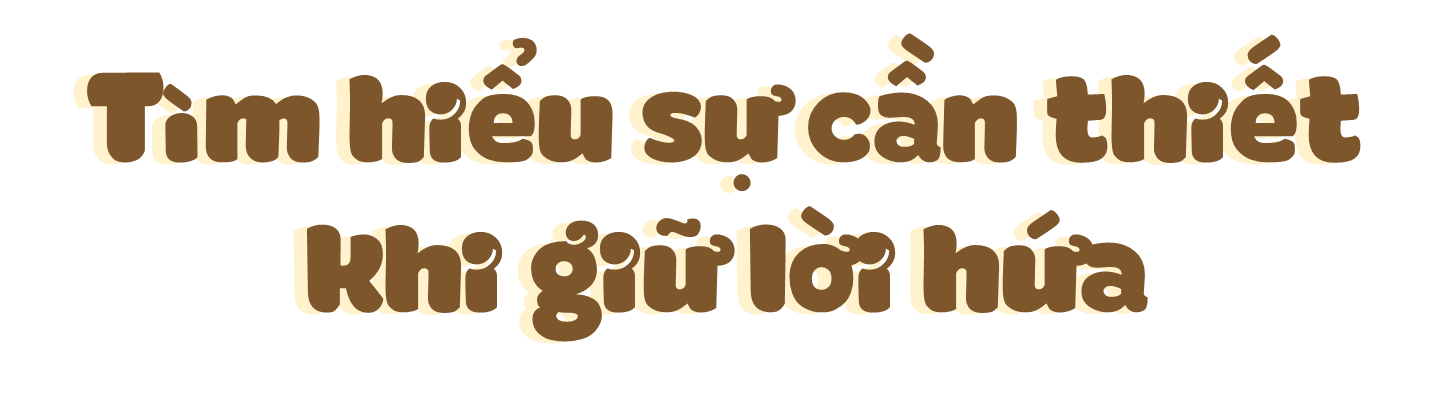 Tìm hiểu sự cần thiết
khi giữ lời hứa